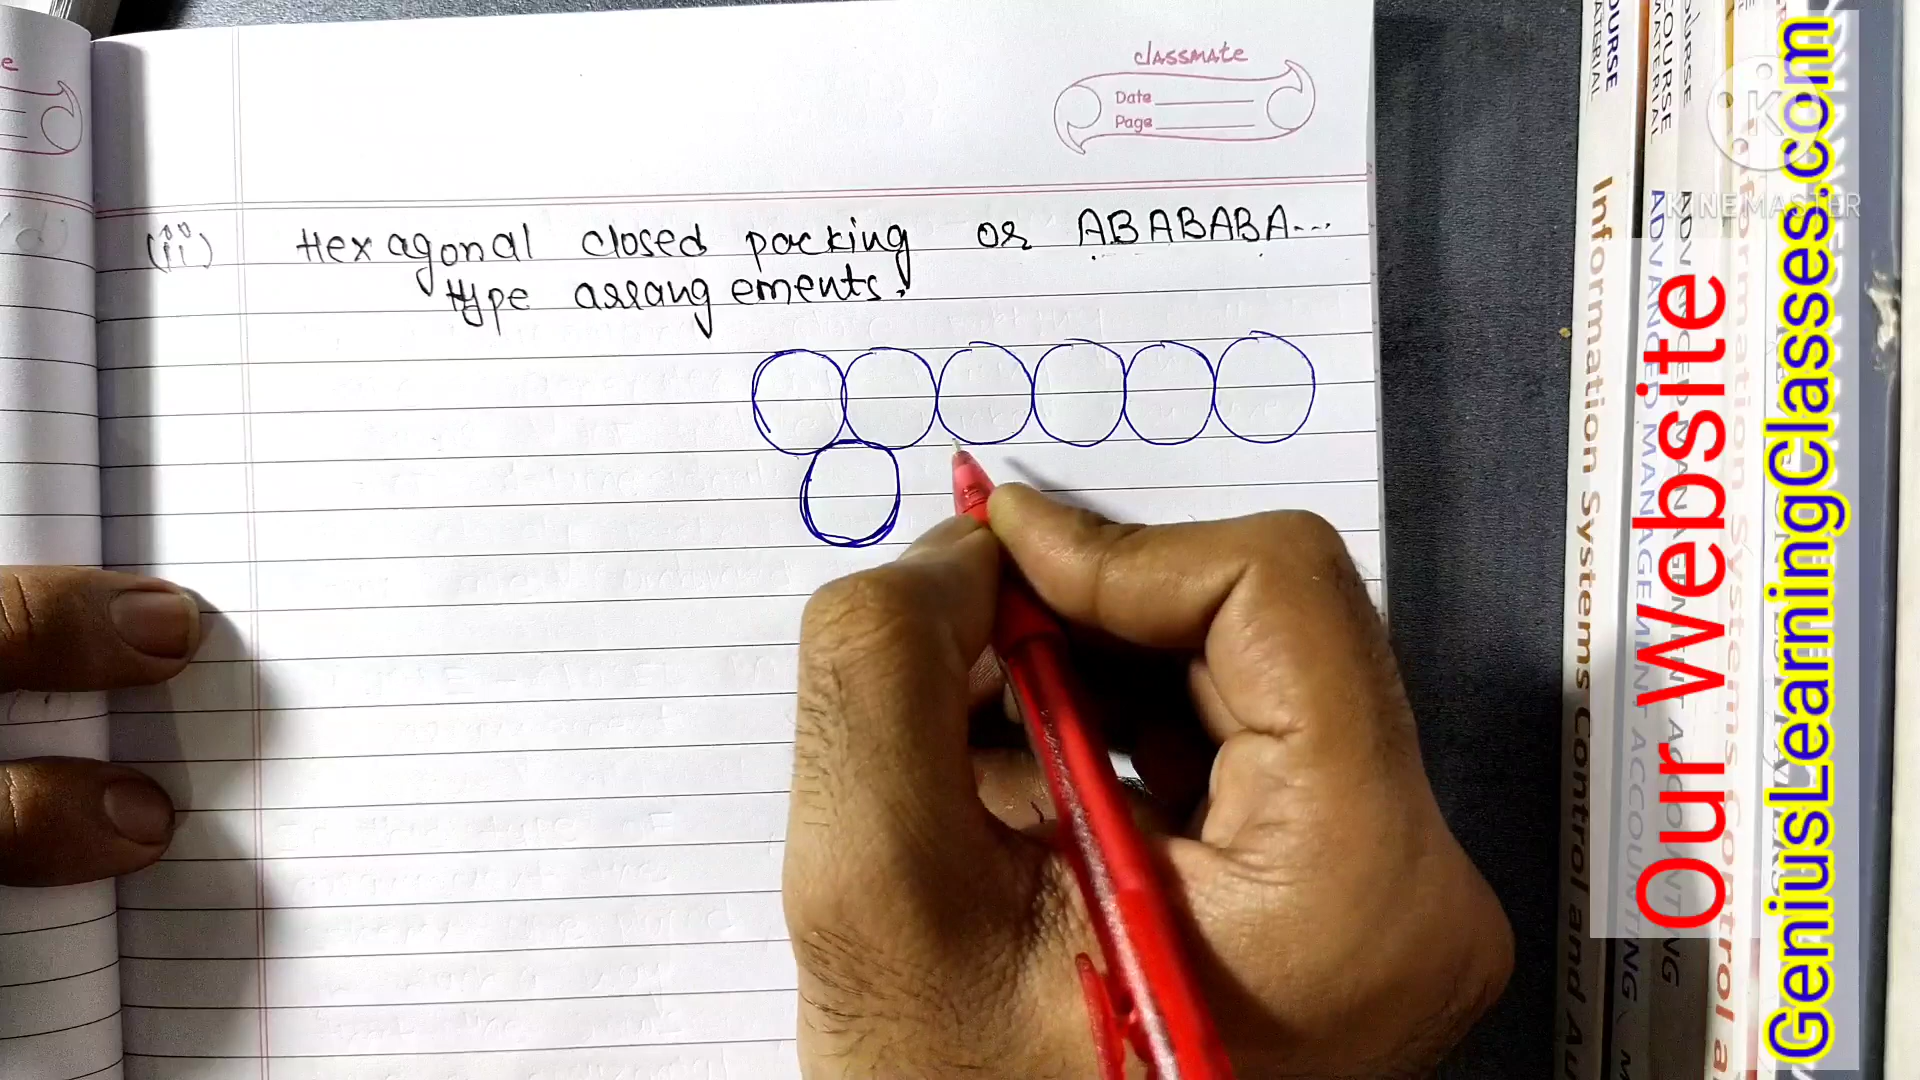 classmate
Date
Page
(ii) Hexagonal closed packing or ABABABA...
type arrangements.
Our Website
GeniusLearningClasses.com
KINEMASTER
COURSE
MATERIAL
Information Systems Control and
ADVANCED MANAGEMENT ACCOUNTING